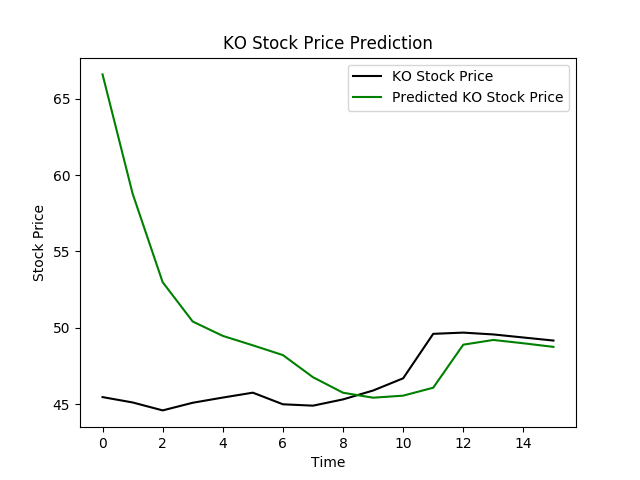 KO Stock Price Prediction
KO Stock Price
Predicted KO Stock Price
65
60
55
50
45
Stock Price
0 2 4 6 8 10 12 14
Time